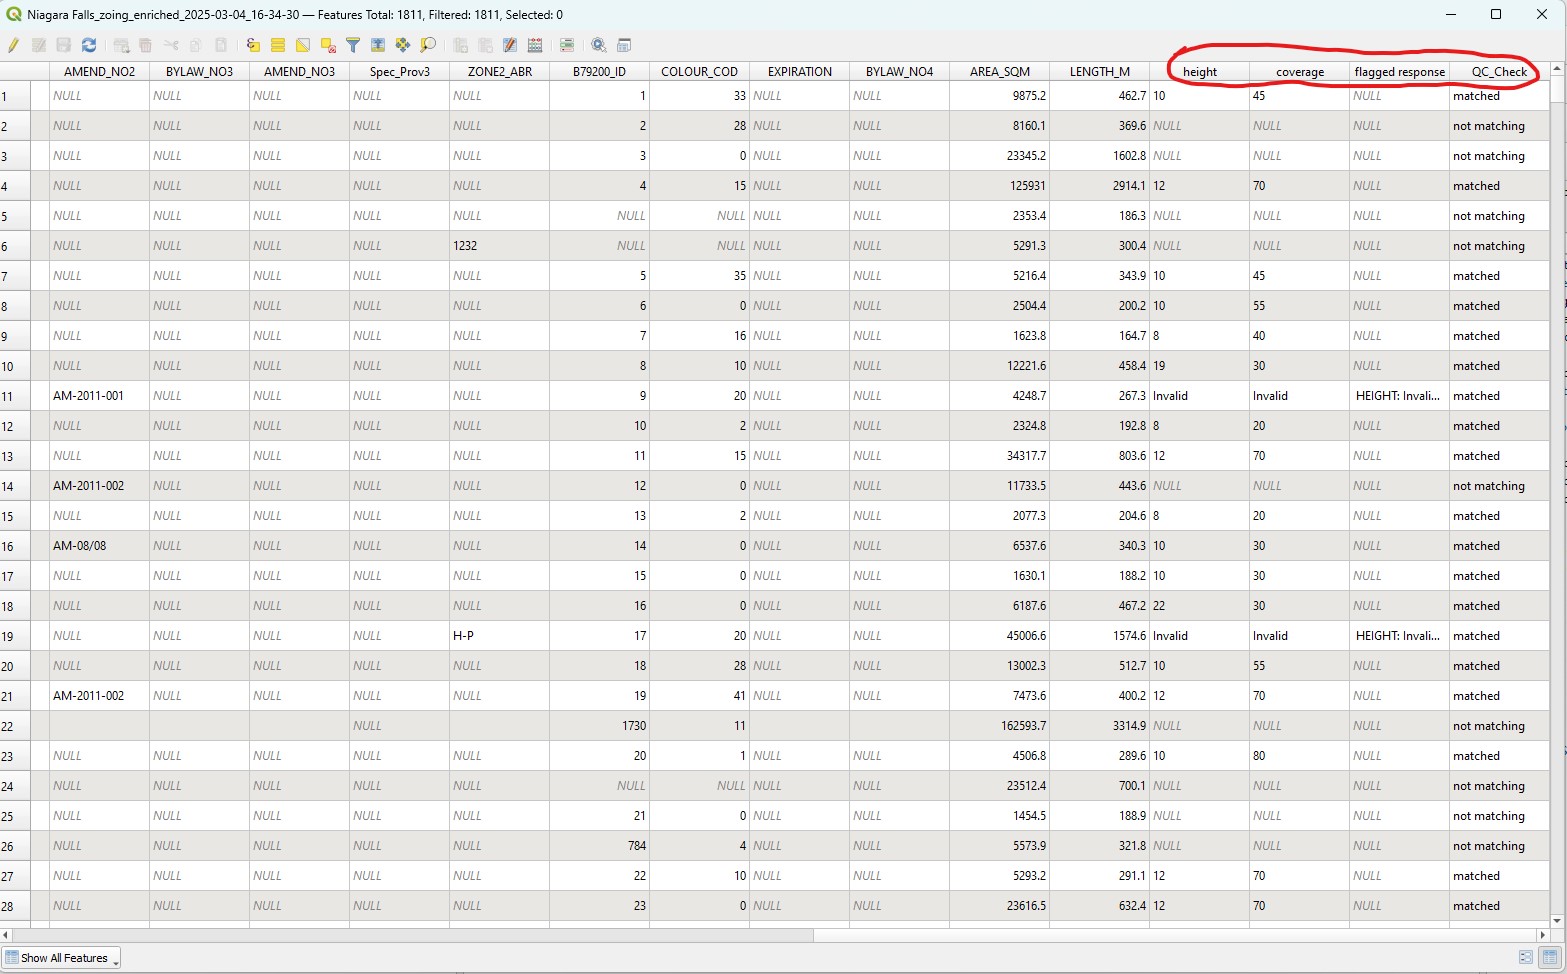 Niagara Falls_zoing_enriched_2025-03-04_16-34-30 — Features Total: 1811, Filtered: 1811, Selected: 0
AMEND_NO2 BYLAW_NO3 AMEND_NO3 Spec_Prov3 ZONE2_ABR B79200_ID COLOUR_COD EXPIRATION BYLAW_NO4 AREA_SQM LENGTH_M height coverage flagged response QC_Check
1 NULL NULL NULL NULL NULL 1 33 NULL NULL 9875.2 462.7 10 45 NULL matched
2 NULL NULL NULL NULL NULL 2 28 NULL NULL 8160.1 369.6 NULL NULL NULL not matching
3 NULL NULL NULL NULL NULL 3 0 NULL NULL 23345.2 1602.8 NULL NULL NULL not matching
4 NULL NULL NULL NULL NULL 4 15 NULL NULL 125931 2914.1 12 70 NULL matched
5 NULL NULL NULL NULL NULL NULL NULL NULL NULL 2353.4 186.3 NULL NULL NULL not matching
6 NULL NULL NULL NULL 1232 NULL NULL NULL NULL 5291.3 300.4 NULL NULL NULL not matching
7 NULL NULL NULL NULL NULL 5 35 NULL NULL 5216.4 343.9 10 45 NULL matched
8 NULL NULL NULL NULL NULL 6 0 NULL NULL 2504.4 200.2 10 55 NULL matched
9 NULL NULL NULL NULL NULL 7 16 NULL NULL 1623.8 164.7 8 40 NULL matched
10 NULL NULL NULL NULL NULL 8 10 NULL NULL 12221.6 458.4 19 30 NULL matched
11 AM-2011-001 NULL NULL NULL NULL 9 20 NULL NULL 4248.7 267.3 Invalid Invalid HEIGHT: Invali... matched
12 NULL NULL NULL NULL NULL 10 2 NULL NULL 2324.8 192.8 8 20 NULL matched
13 NULL NULL NULL NULL NULL 11 15 NULL NULL 34317.7 803.6 12 70 NULL matched
14 AM-2011-002 NULL NULL NULL NULL 12 0 NULL NULL 11733.5 443.6 NULL NULL NULL not matching
15 NULL NULL NULL NULL NULL 13 2 NULL NULL 2077.3 204.6 8 20 NULL matched
16 AM-08/08 NULL NULL NULL NULL 14 0 NULL NULL 6537.6 340.3 10 30 NULL matched
17 NULL NULL NULL NULL NULL 15 0 NULL NULL 1630.1 188.2 10 30 NULL matched
18 NULL NULL NULL NULL NULL 16 0 NULL NULL 6187.6 467.2 22 30 NULL matched
19 NULL NULL NULL NULL H-P 17 20 NULL NULL 45006.6 1574.6 Invalid Invalid HEIGHT: Invali... matched
20 NULL NULL NULL NULL NULL 18 28 NULL NULL 13002.3 512.7 10 55 NULL matched
21 AM-2011-002 NULL NULL NULL NULL 19 41 NULL NULL 7473.6 400.2 12 70 NULL matched
22 NULL 1730 11 162593.7 3314.9 NULL NULL NULL not matching
23 NULL NULL NULL NULL NULL 20 1 NULL NULL 4506.8 289.6 10 80 NULL matched
24 NULL NULL NULL NULL NULL NULL NULL NULL NULL 23512.4 700.1 NULL NULL NULL not matching
25 NULL NULL NULL NULL NULL 21 0 NULL NULL 1454.5 188.9 NULL NULL NULL not matching
26 NULL NULL NULL NULL NULL 784 4 NULL NULL 5573.9 321.8 NULL NULL NULL not matching
27 NULL NULL NULL NULL NULL 22 10 NULL NULL 5293.2 291.1 12 70 NULL matched
28 NULL NULL NULL NULL NULL 23 0 NULL NULL 23616.5 632.4 12 70 NULL matched
Show All Features